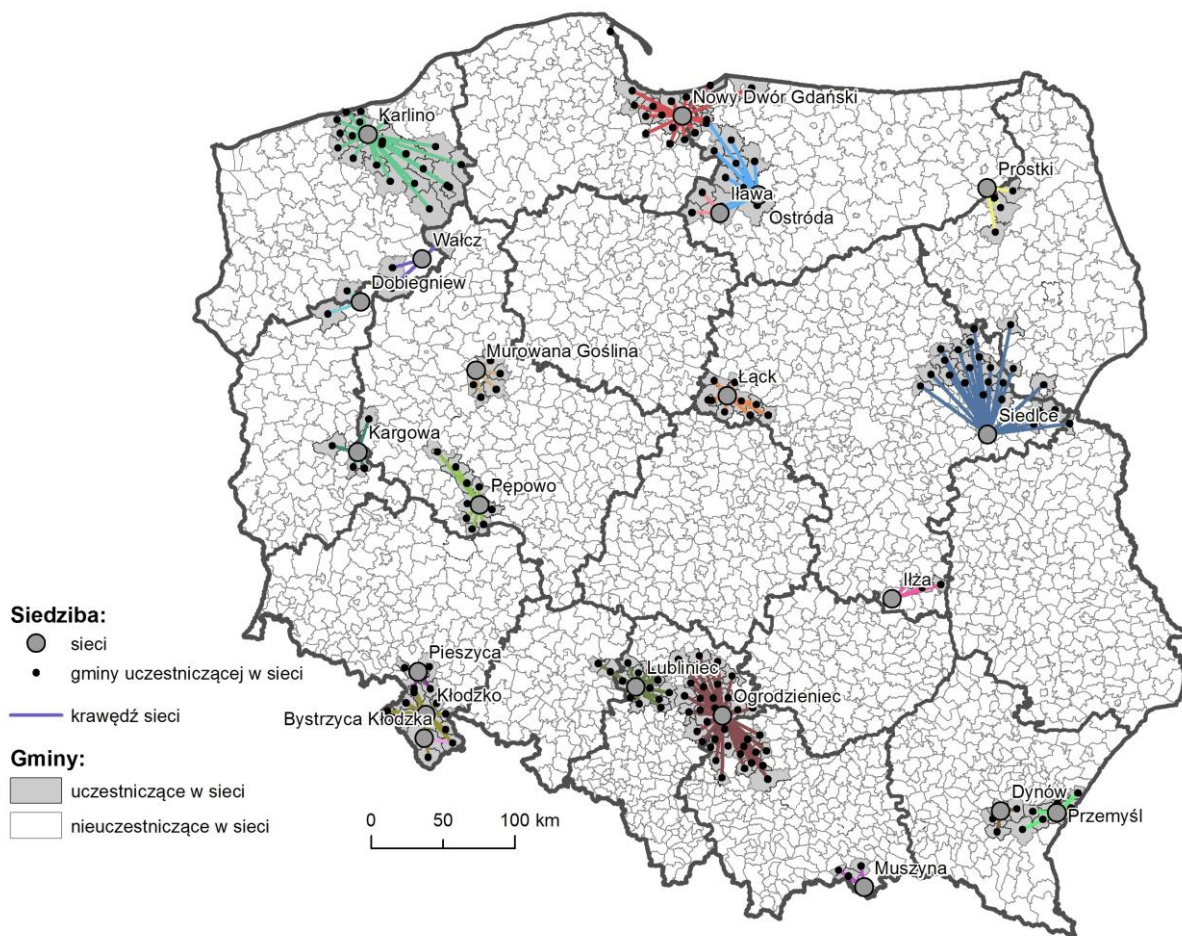 Nowy Dwór Gdański
Karlino
Prostki
Iława
Ostróda
Wałcz
Dobiegniew
Murowana Goślina
Łąck
Siedlce
Kargowa
Pępowo
Iłża
Siedziba:
sieci
gminy uczestniczącej w sieci
krawędź sieci
Gminy:
uczestniczące w sieci
nieuczestniczące w sieci
Pieszyca
Kłodzko
Bystrzyca Kłodzka
Lubliniec
Ogrodzieniec
0 50 100 km
Dynów
Przemyśl
Muszyna